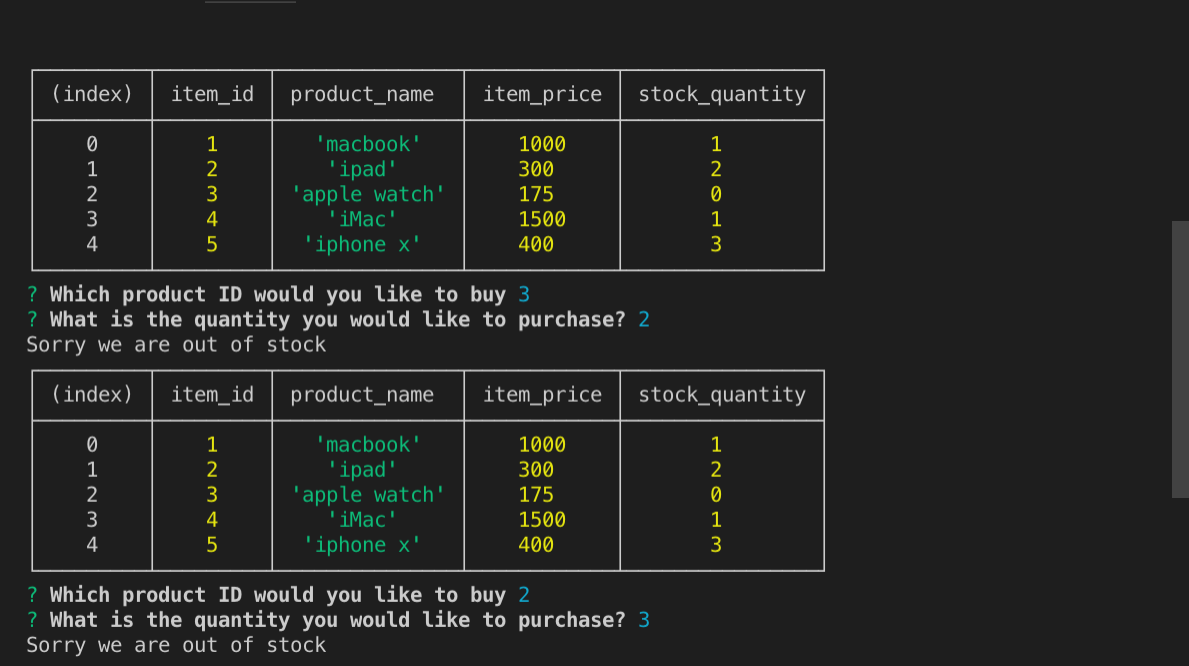 (index) item_id product_name item_price stock_quantity
0 1 'macbook' 1000 1
1 2 'ipad' 300 2
2 3 'apple watch' 175 0
3 4 'iMac' 1500 1
4 5 'iphone x' 400 3
? Which product ID would you like to buy 3
? What is the quantity you would like to purchase? 2
Sorry we are out of stock
(index) item_id product_name item_price stock_quantity
0 1 'macbook' 1000 1
1 2 'ipad' 300 2
2 3 'apple watch' 175 0
3 4 'iMac' 1500 1
4 5 'iphone x' 400 3
? Which product ID would you like to buy 2
? What is the quantity you would like to purchase? 3
Sorry we are out of stock